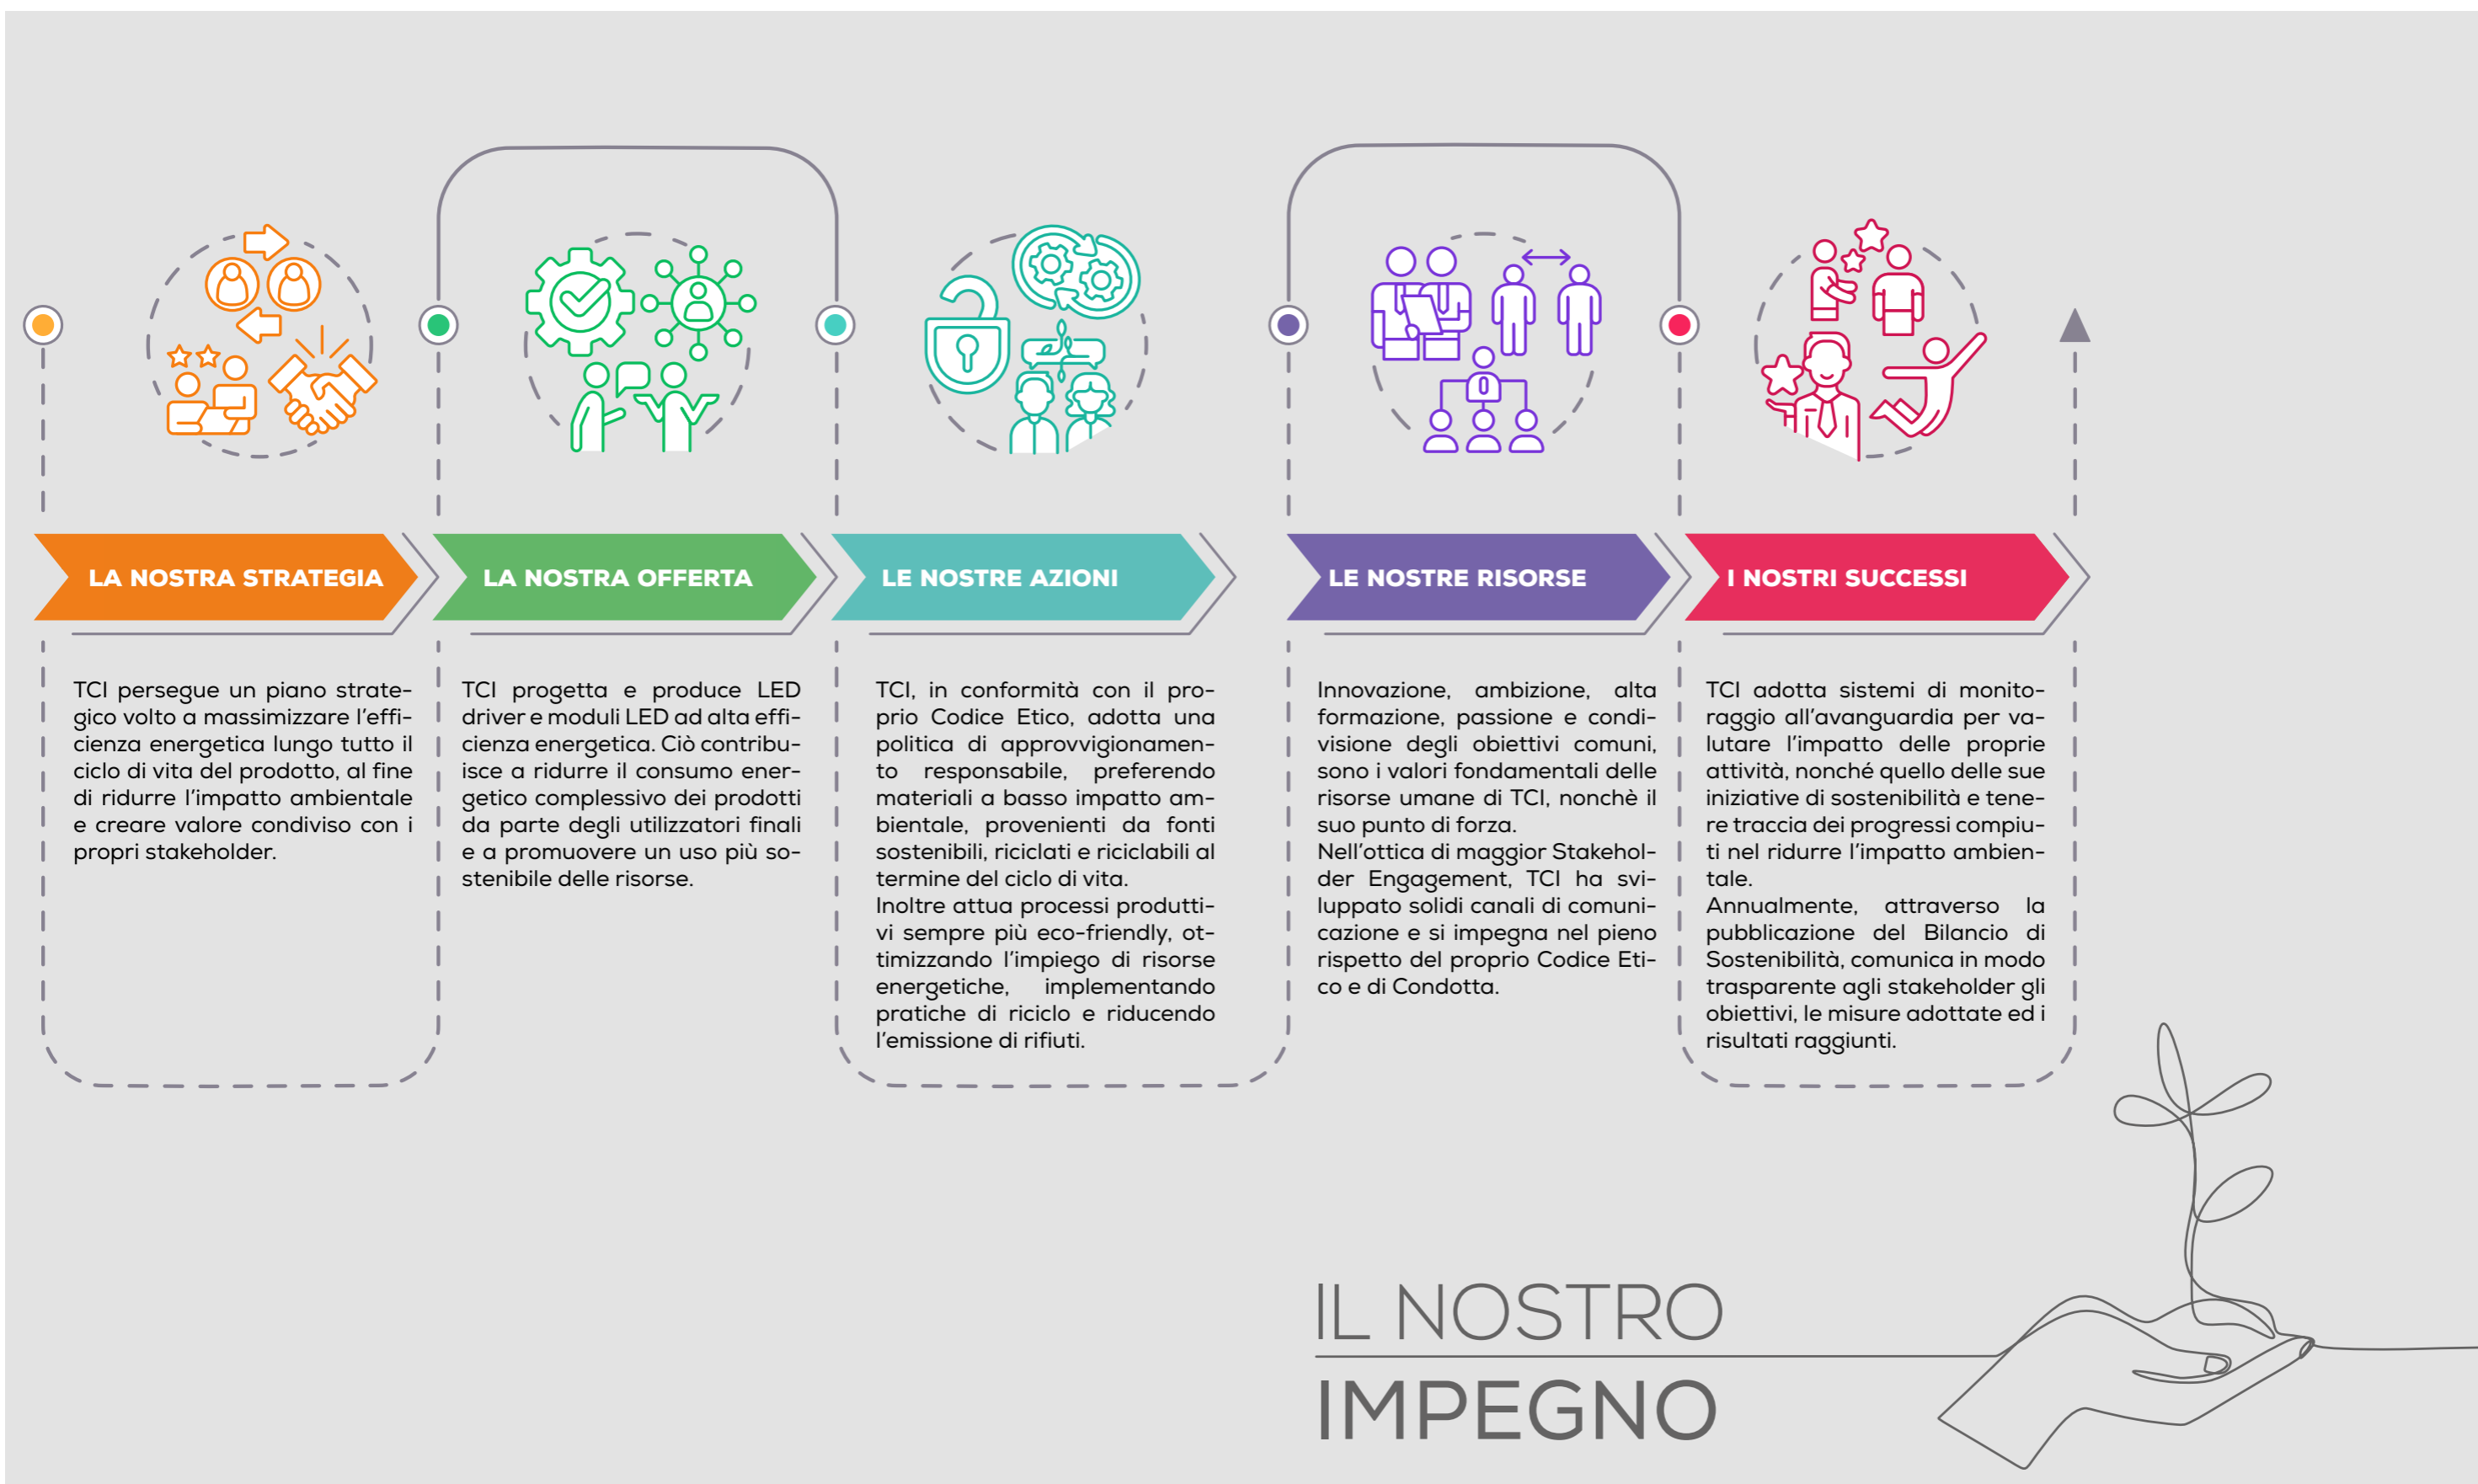 LA NOSTRA STRATEGIA
TCI persegue un piano strate-
gico volto a massimizzare l'effi-
cienza energetica lungo tutto il
ciclo di vita del prodotto, al fine
di ridurre l'impatto ambientale
e creare valore condiviso con i
propri stakeholder.
LA NOSTRA OFFERTA
TCI progetta e produce LED
driver e moduli LED ad alta effi-
cienza energetica. Ciò contribu-
isce a ridurre il consumo ener-
getico complessivo dei prodotti
da parte degli utilizzatori finali
e a promuovere un uso più so-
stenibile delle risorse.
LE NOSTRE AZIONI
TCI, in conformità con il pro-
prio Codice Etico, adotta una
politica di approvvigionamen-
to responsabile, preferendo
materiali a basso impatto am-
bientale, provenienti da fonti
sostenibili, riciclati e riciclabili al
termine del ciclo di vita.
Inoltre attua processi produtti-
vi sempre più eco-friendly, ot-
timizzando l'impiego di risorse
energetiche, implementando
pratiche di riciclo e riducendo
l'emissione di rifiuti.
LE NOSTRE RISORSE
Innovazione, ambizione, alta
formazione, passione e condi-
visione degli obiettivi comuni,
sono i valori fondamentali delle
risorse umane di TCI, nonchè il
suo punto di forza.
Nell'ottica di maggior Stakehol-
der Engagement, TCI ha svi-
luppato solidi canali di comuni-
cazione e si impegna nel pieno
rispetto del proprio Codice Eti-
co e di Condotta.
I NOSTRI SUCCESSI
TCI adotta sistemi di monito-
raggio all'avanguardia per va-
lutare l'impatto delle proprie
attività, nonché quello delle sue
iniziative di sostenibilità e tene-
re traccia dei progressi compiu-
ti nel ridurre l'impatto ambien-
tale.
Annualmente, attraverso la
pubblicazione del Bilancio di
Sostenibilità, comunica in modo
trasparente agli stakeholder gli
obiettivi, le misure adottate ed i
risultati raggiunti.
IL NOSTRO
IMPEGNO